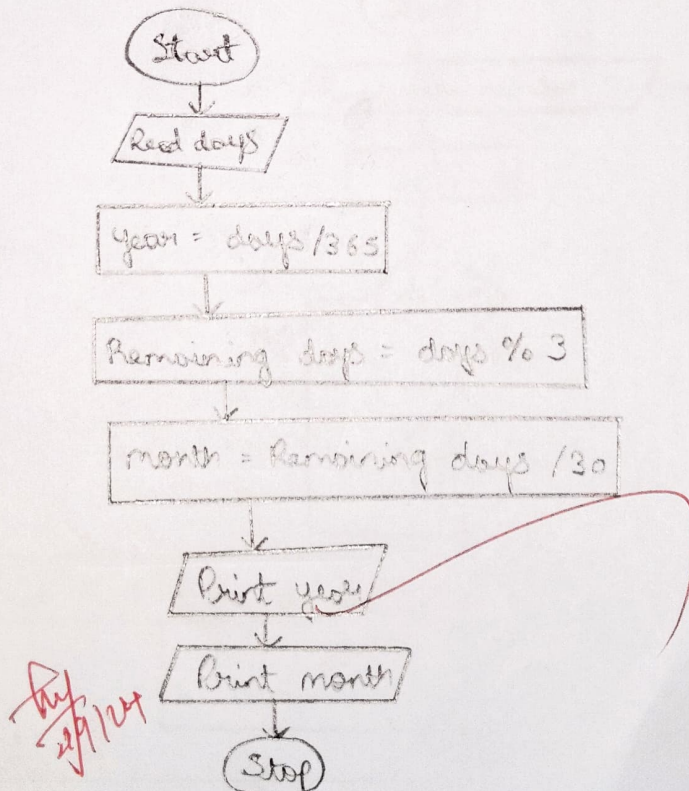 Start
Read days
year = days/365
Remaining days = days % 3
month = Remaining days /30
Print year
Print month
Stop